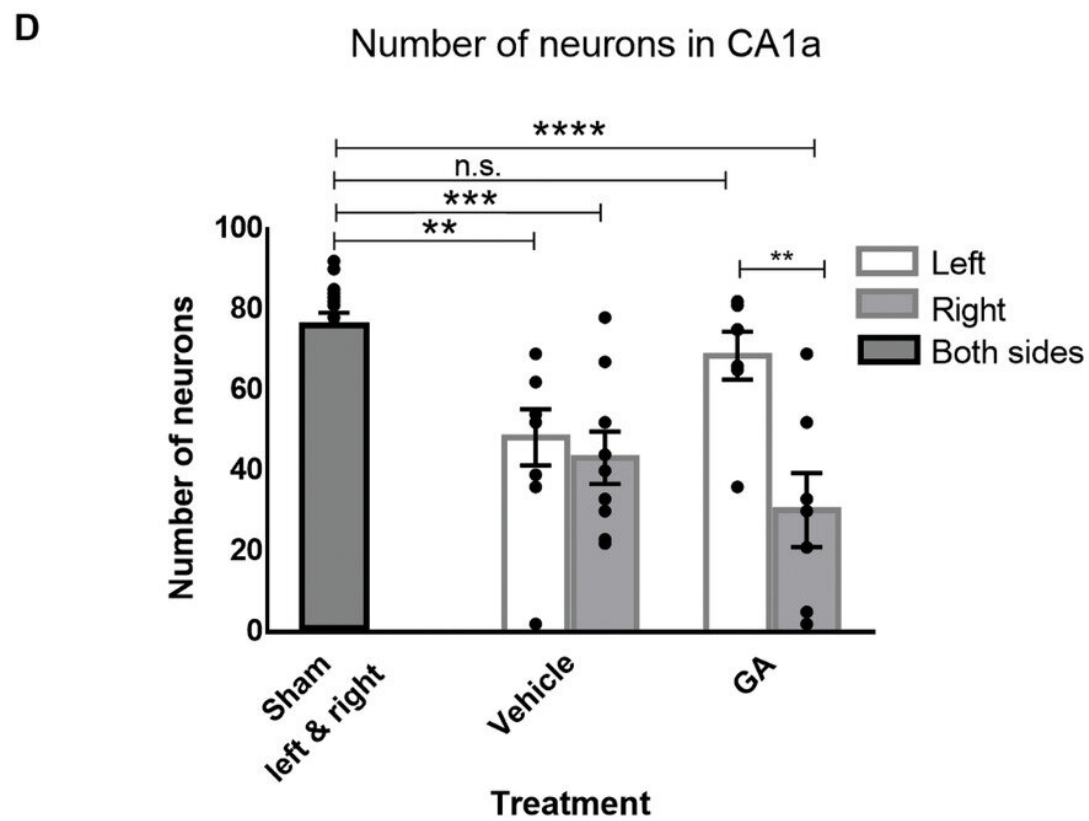 D
Number of neurons in CA1a
****
n.s.
***
**
**
100
80
60
40
20
0
Number of neurons
Left
Right
Both sides
Sham
left & right
Vehicle
GA
Treatment